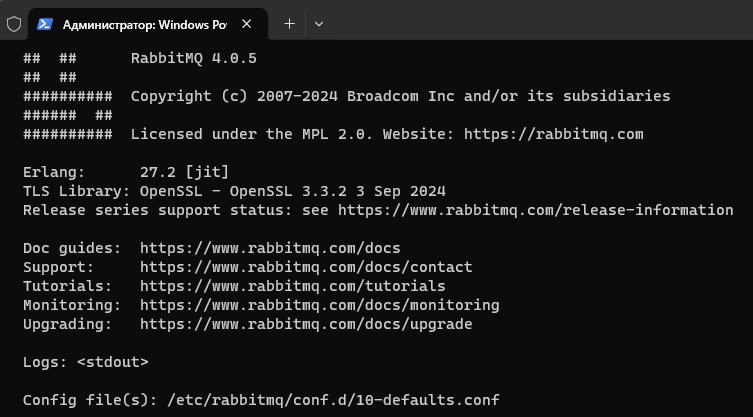 Администратор: Windows Po
##  ##      RabbitMQ 4.0.5
##  ##
##########  Copyright (c) 2007-2024 Broadcom Inc and/or its subsidiaries
######  ##
##########  Licensed under the MPL 2.0. Website: https://rabbitmq.com
Erlang:      27.2 [jit]
TLS Library: OpenSSL - OpenSSL 3.3.2 3 Sep 2024
Release series support status: see https://www.rabbitmq.com/release-information
Doc guides:  https://www.rabbitmq.com/docs
Support:     https://www.rabbitmq.com/docs/contact
Tutorials:   https://www.rabbitmq.com/tutorials
Monitoring:  https://www.rabbitmq.com/docs/monitoring
Upgrading:   https://www.rabbitmq.com/docs/upgrade
Logs: <stdout>
Config file(s): /etc/rabbitmq/conf.d/10-defaults.conf